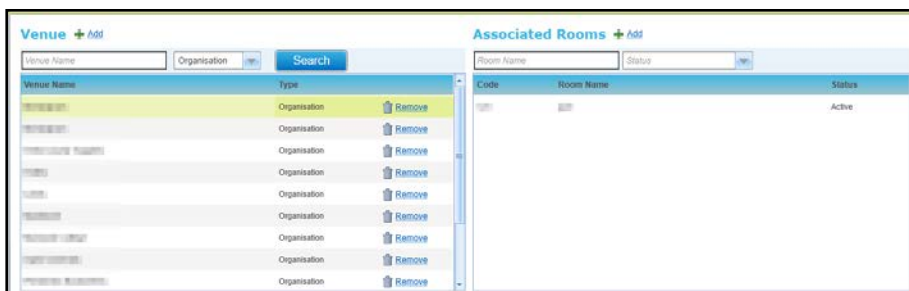 Venue Add
Venue Name Organisation Search
Venue Name Type
Organisation Remove
Organisation Remove
Organisation Remove
Organisation Remove
Organisation Remove
Organisation Remove
Organisation Remove
Organisation Remove
Organisation Remove
Associated Rooms Add
Room Name Status
Code Room Name Status
Active